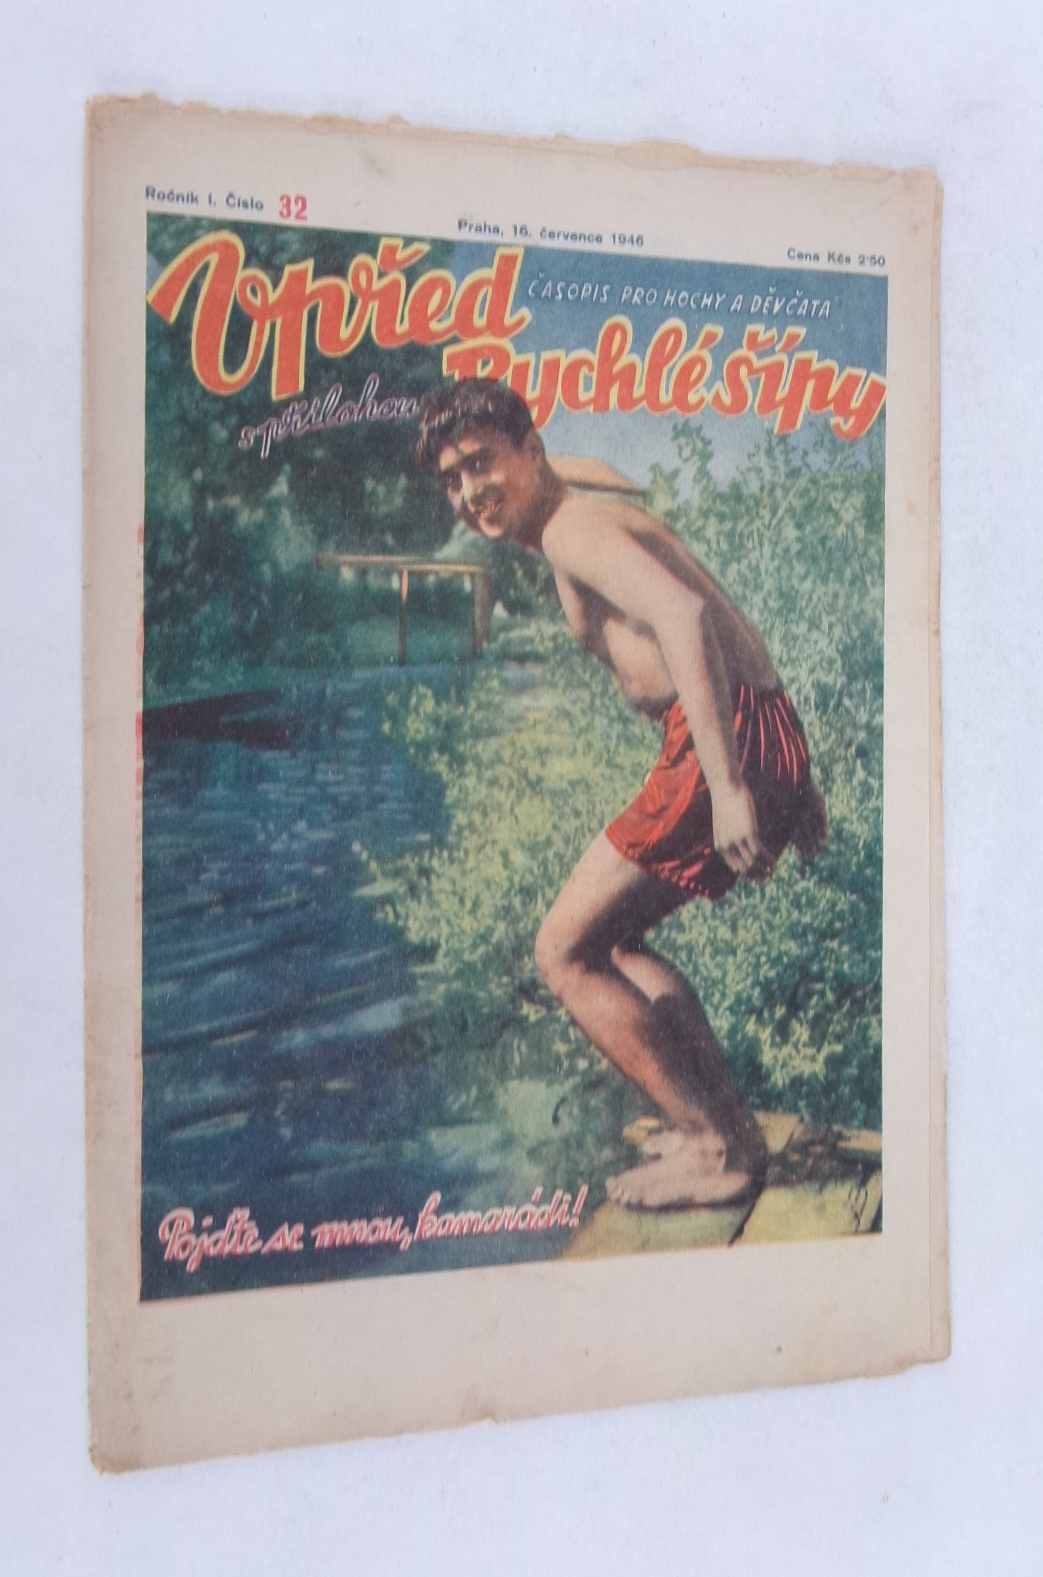 Ročník I. Číslo 32
Praha, 16. července 1946
Cena Kčs 2'50
Vpřed
ČASOPIS PRO HOCHY A DĚVČATA
s přílohou Rychlé šípy
Pojďte se mnou, kamarádi!